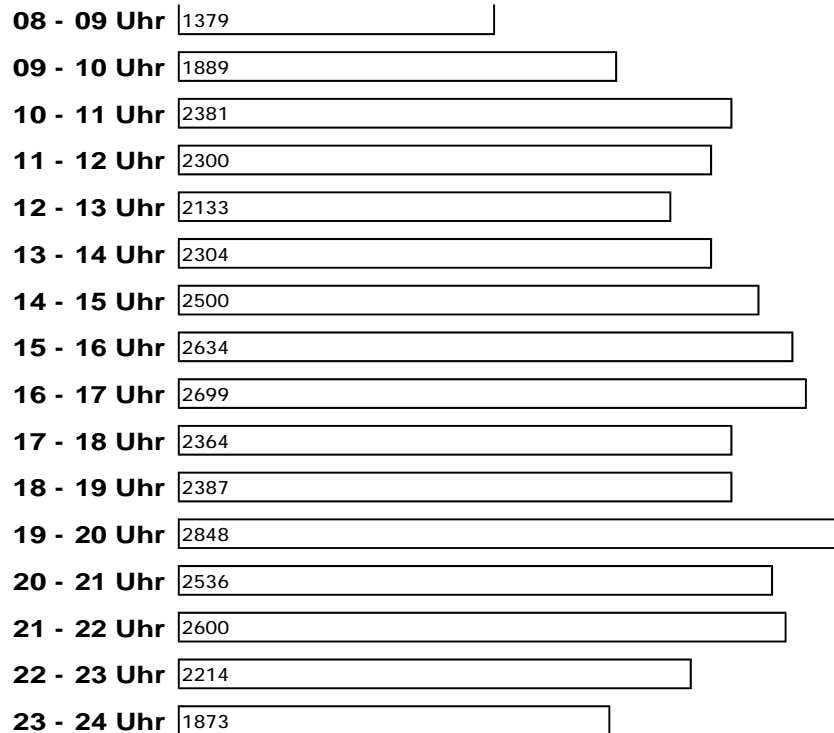 08 - 09 Uhr 1379
09 - 10 Uhr 1889
10 - 11 Uhr 2381
11 - 12 Uhr 2300
12 - 13 Uhr 2133
13 - 14 Uhr 2304
14 - 15 Uhr 2500
15 - 16 Uhr 2634
16 - 17 Uhr 2699
17 - 18 Uhr 2364
18 - 19 Uhr 2387
19 - 20 Uhr 2848
20 - 21 Uhr 2536
21 - 22 Uhr 2600
22 - 23 Uhr 2214
23 - 24 Uhr 1873